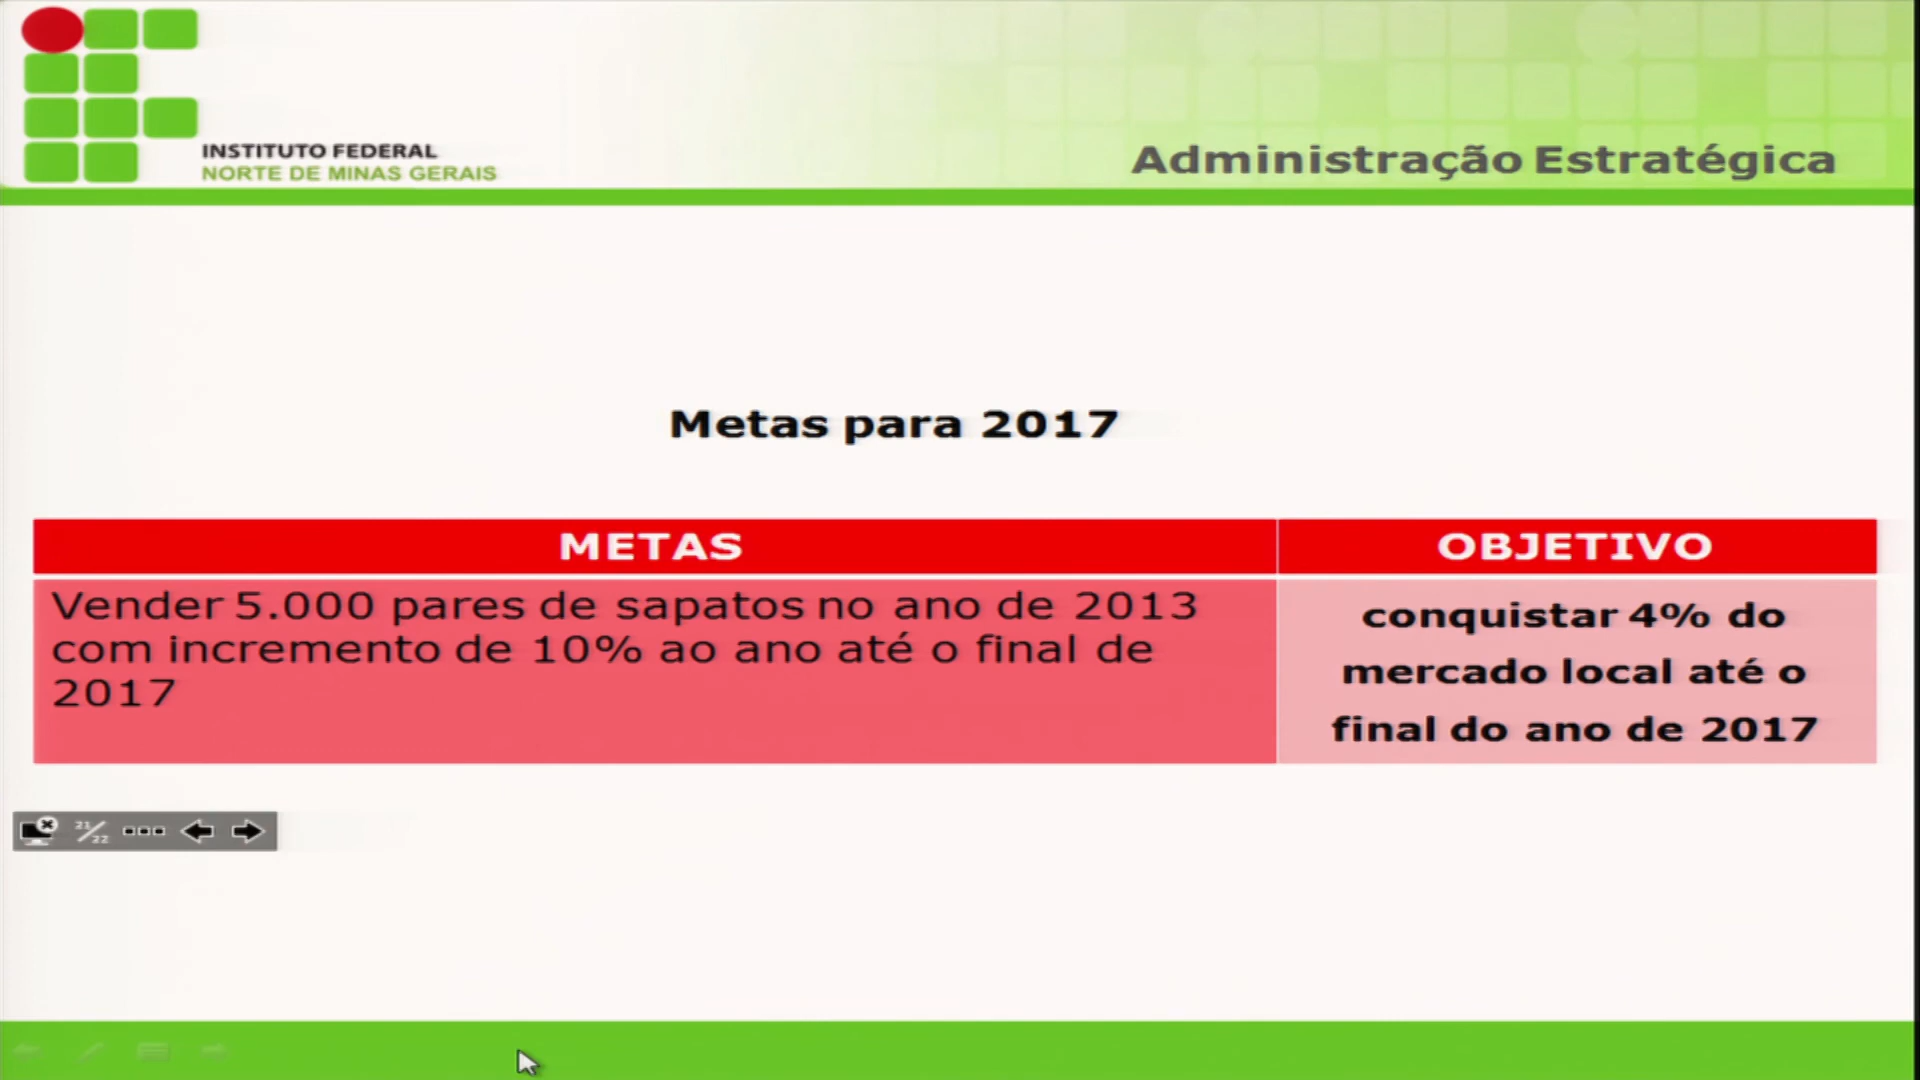 INSTITUTO FEDERAL
NORTE DE MINAS GERAIS
Administração Estratégica
Metas para 2017
METAS
OBJETIVO
Vender 5.000 pares de sapatos no ano de 2013
com incremento de 10% ao ano até o final de
2017
conquistar 4% do
mercado local até o
final do ano de 2017
21/22